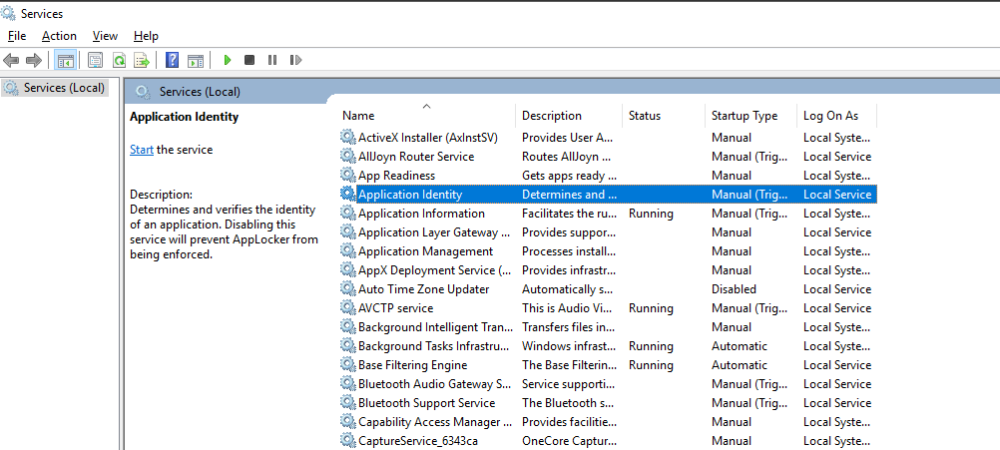 Services
File Action View Help
Services (Local)
Services (Local)
Application Identity
Start the service
Description:
Determines and verifies the identity
of an application. Disabling this
service will prevent AppLocker from
being enforced.
Name Description Status Startup Type Log On As
ActiveX Installer (AxInstSV) Provides User A... Manual Local Syste...
AllJoyn Router Service Routes AllJoyn ... Manual (Trig... Local Service
App Readiness Gets apps ready ... Manual Local Syste...
Application Identity Determines and ... Manual (Trig... Local Service
Application Information Facilitates the ru... Running Manual (Trig... Local Syste...
Application Layer Gateway ... Provides suppor... Manual Local Service
Application Management Processes install... Manual Local Syste...
AppX Deployment Service (... Provides infrastr... Manual Local Syste...
Auto Time Zone Updater Automatically s... Disabled Local Service
AVCTP service This is Audio Vi... Running Manual (Trig... Local Service
Background Intelligent Tran... Transfers files in... Manual Local Syste...
Background Tasks Infrastru... Windows infrast... Running Automatic Local Syste...
Base Filtering Engine The Base Filterin... Running Automatic Local Service
Bluetooth Audio Gateway S... Service supporti... Manual (Trig... Local Service
Bluetooth Support Service The Bluetooth s... Manual (Trig... Local Service
Capability Access Manager ... Provides facilitie... Manual Local Syste...
CaptureService_6343ca OneCore Captur... Manual Local Syste...